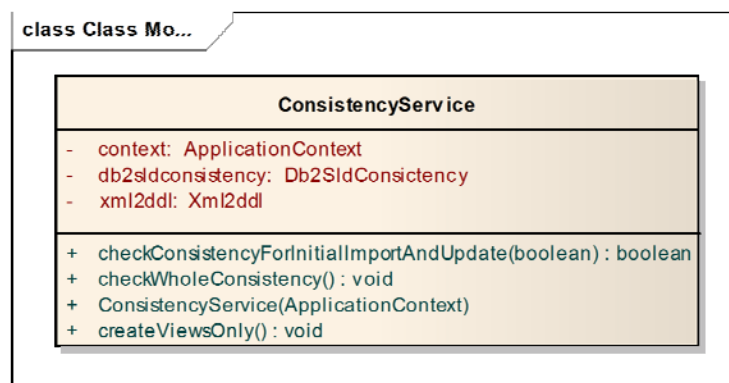 class Class Mo...
ConsistencyService
- context: ApplicationContext
- db2sldconsistency: Db2SldConsictency
- xml2ddl: Xml2ddl
+ checkConsistencyForInitialImportAndUpdate(boolean) : boolean
+ checkWholeConsistency() : void
+ ConsistencyService(ApplicationContext)
+ createViewsOnly() : void